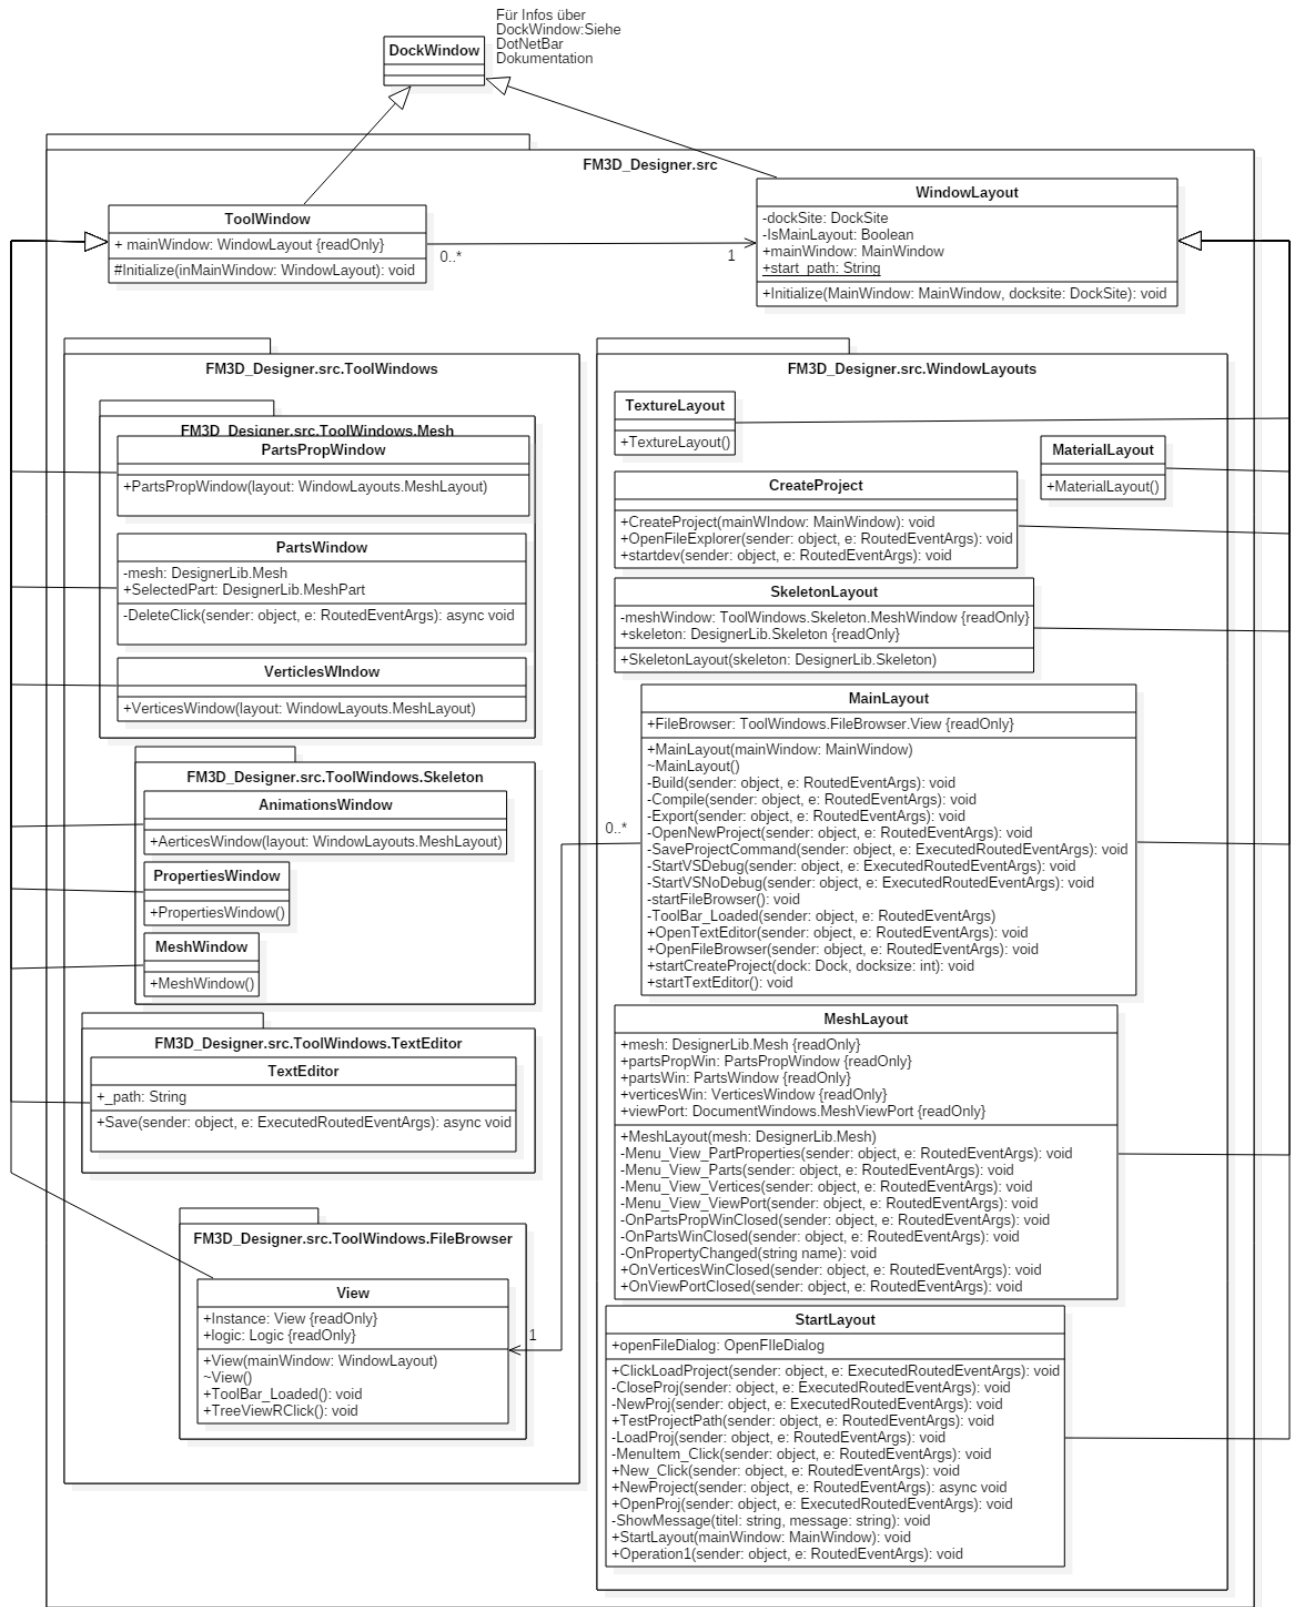 Für Infos über
DockWindow:Siehe
DotNetBar
Dokumentation
DockWindow
FM3D_Designer.src
ToolWindow
+ mainWindow: WindowLayout {readOnly}
#Initialize(inMainWindow: WindowLayout): void
0..*
1
WindowLayout
-dockSite: DockSite
-IsMainLayout: Boolean
+mainWindow: MainWindow
+start_path: String
+Initialize(MainWindow: MainWindow, docksite: DockSite): void
FM3D_Designer.src.ToolWindows
FM3D_Designer.src.ToolWindows.Mesh
PartsPropWindow
+PartsPropWindow(layout: WindowLayouts.MeshLayout)
PartsWindow
-mesh: DesignerLib.Mesh
+SelectedPart: DesignerLib.MeshPart
-DeleteClick(sender: object, e: RoutedEventArgs): async void
VerticlesWIndow
+VerticesWindow(layout: WindowLayouts.MeshLayout)
FM3D_Designer.src.ToolWindows.Skeleton
AnimationsWindow
+AerticesWindow(layout: WindowLayouts.MeshLayout)
PropertiesWindow
+PropertiesWindow()
MeshWindow
+MeshWindow()
FM3D_Designer.src.ToolWindows.TextEditor
TextEditor
+_path: String
+Save(sender: object, e: ExecutedRoutedEventArgs): async void
FM3D_Designer.src.ToolWindows.FileBrowser
View
+Instance: View {readOnly}
+logic: Logic {readOnly}
+View(mainWindow: WindowLayout)
~View()
+ToolBar_Loaded(): void
+TreeViewRClick(): void
1
0..*
FM3D_Designer.src.WindowLayouts
TextureLayout
+TextureLayout()
MaterialLayout
+MaterialLayout()
CreateProject
+CreateProject(mainWIndow: MainWindow): void
+OpenFileExplorer(sender: object, e: RoutedEventArgs): void
+startdev(sender: object, e: RoutedEventArgs): void
SkeletonLayout
-meshWindow: ToolWindows.Skeleton.MeshWindow {readOnly}
+skeleton: DesignerLib.Skeleton {readOnly}
+SkeletonLayout(skeleton: DesignerLib.Skeleton)
MainLayout
+FileBrowser: ToolWindows.FileBrowser.View {readOnly}
+MainLayout(mainWindow: MainWindow)
~MainLayout()
-Build(sender: object, e: RoutedEventArgs): void
-Compile(sender: object, e: RoutedEventArgs): void
-Export(sender: object, e: RoutedEventArgs): void
-OpenNewProject(sender: object, e: RoutedEventArgs): void
-SaveProjectCommand(sender: object, e: ExecutedRoutedEventArgs): void
-StartVSDebug(sender: object, e: ExecutedRoutedEventArgs): void
-StartVSNoDebug(sender: object, e: ExecutedRoutedEventArgs): void
-startFileBrowser(): void
-ToolBar_Loaded(sender: object, e: RoutedEventArgs)
+OpenTextEditor(sender: object, e: RoutedEventArgs): void
+OpenFileBrowser(sender: object, e: RoutedEventArgs): void
+startCreateProject(dock: Dock, docksize: int): void
+startTextEditor(): void
MeshLayout
+mesh: DesignerLib.Mesh {readOnly}
+partsPropWin: PartsPropWindow {readOnly}
+partsWin: PartsWindow {readOnly}
+verticesWin: VerticesWindow {readOnly}
+viewPort: DocumentWindows.MeshViewPort {readOnly}
+MeshLayout(mesh: DesignerLib.Mesh)
-Menu_View_PartProperties(sender: object, e: RoutedEventArgs): void
-Menu_View_Parts(sender: object, e: RoutedEventArgs): void
-Menu_View_Vertices(sender: object, e: RoutedEventArgs): void
-Menu_View_ViewPort(sender: object, e: RoutedEventArgs): void
-OnPartsPropWinClosed(sender: object, e: RoutedEventArgs): void
-OnPartsWinClosed(sender: object, e: RoutedEventArgs): void
-OnPropertyChanged(string name): void
+OnVerticesWinClosed(sender: object, e: RoutedEventArgs): void
+OnViewPortClosed(sender: object, e: RoutedEventArgs): void
StartLayout
+openFileDialog: OpenFIleDialog
+ClickLoadProject(sender: object, e: ExecutedRoutedEventArgs): void
-CloseProj(sender: object, e: ExecutedRoutedEventArgs): void
-NewProj(sender: object, e: ExecutedRoutedEventArgs): void
+TestProjectPath(sender: object, e: RoutedEventArgs): void
-LoadProj(sender: object, e: RoutedEventArgs): void
-MenuItem_Click(sender: object, e: RoutedEventArgs): void
+New_Click(sender: object, e: RoutedEventArgs): void
+NewProject(sender: object, e: RoutedEventArgs): async void
+OpenProj(sender: object, e: ExecutedRoutedEventArgs): void
-ShowMessage(titel: string, message: string): void
+StartLayout(mainWindow: MainWindow): void
+Operation1(sender: object, e: RoutedEventArgs): void